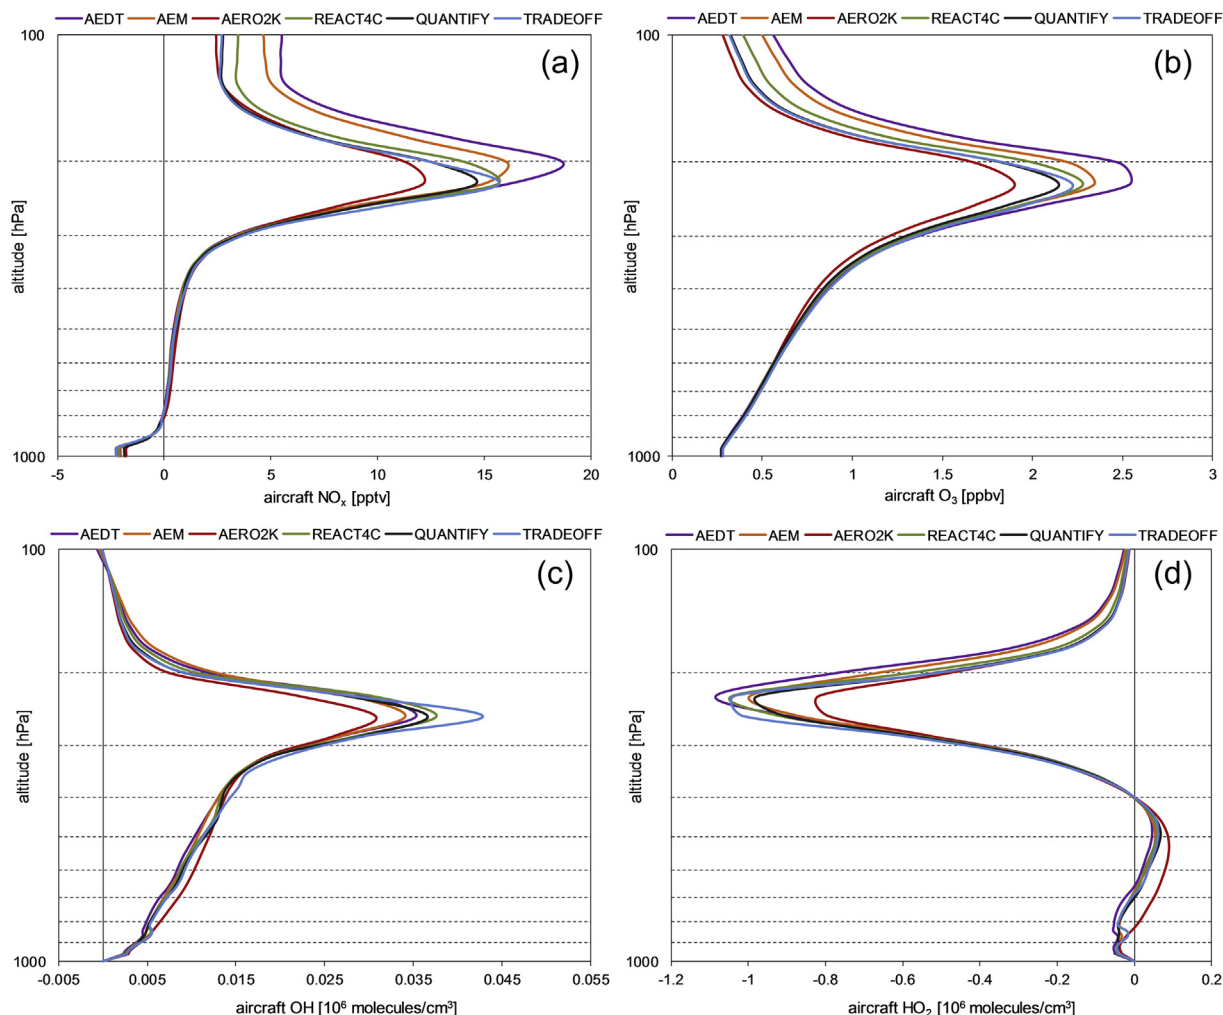 AEDT AEM AERO2K REACT4C QUANTIFY TRADEOFF
100
(a)
altitude [hPa]
1000
-5 0 5 10 15 20
aircraft NOx [pptv]
AEDT AEM AERO2K REACT4C QUANTIFY TRADEOFF
100
(b)
altitude [hPa]
1000
0 0.5 1 1.5 2 2.5 3
aircraft O3 [ppbv]
AEDT AEM AERO2K REACT4C QUANTIFY TRADEOFF
100
(c)
altitude [hPa]
1000
-0.005 0.005 0.015 0.025 0.035 0.045 0.055
aircraft OH [10⁶ molecules/cm³]
AEDT AEM AERO2K REACT4C QUANTIFY TRADEOFF
100
(d)
altitude [hPa]
1000
-1.2 -1 -0.8 -0.6 -0.4 -0.2 0 0.2
aircraft HO2 [10⁶ molecules/cm³]